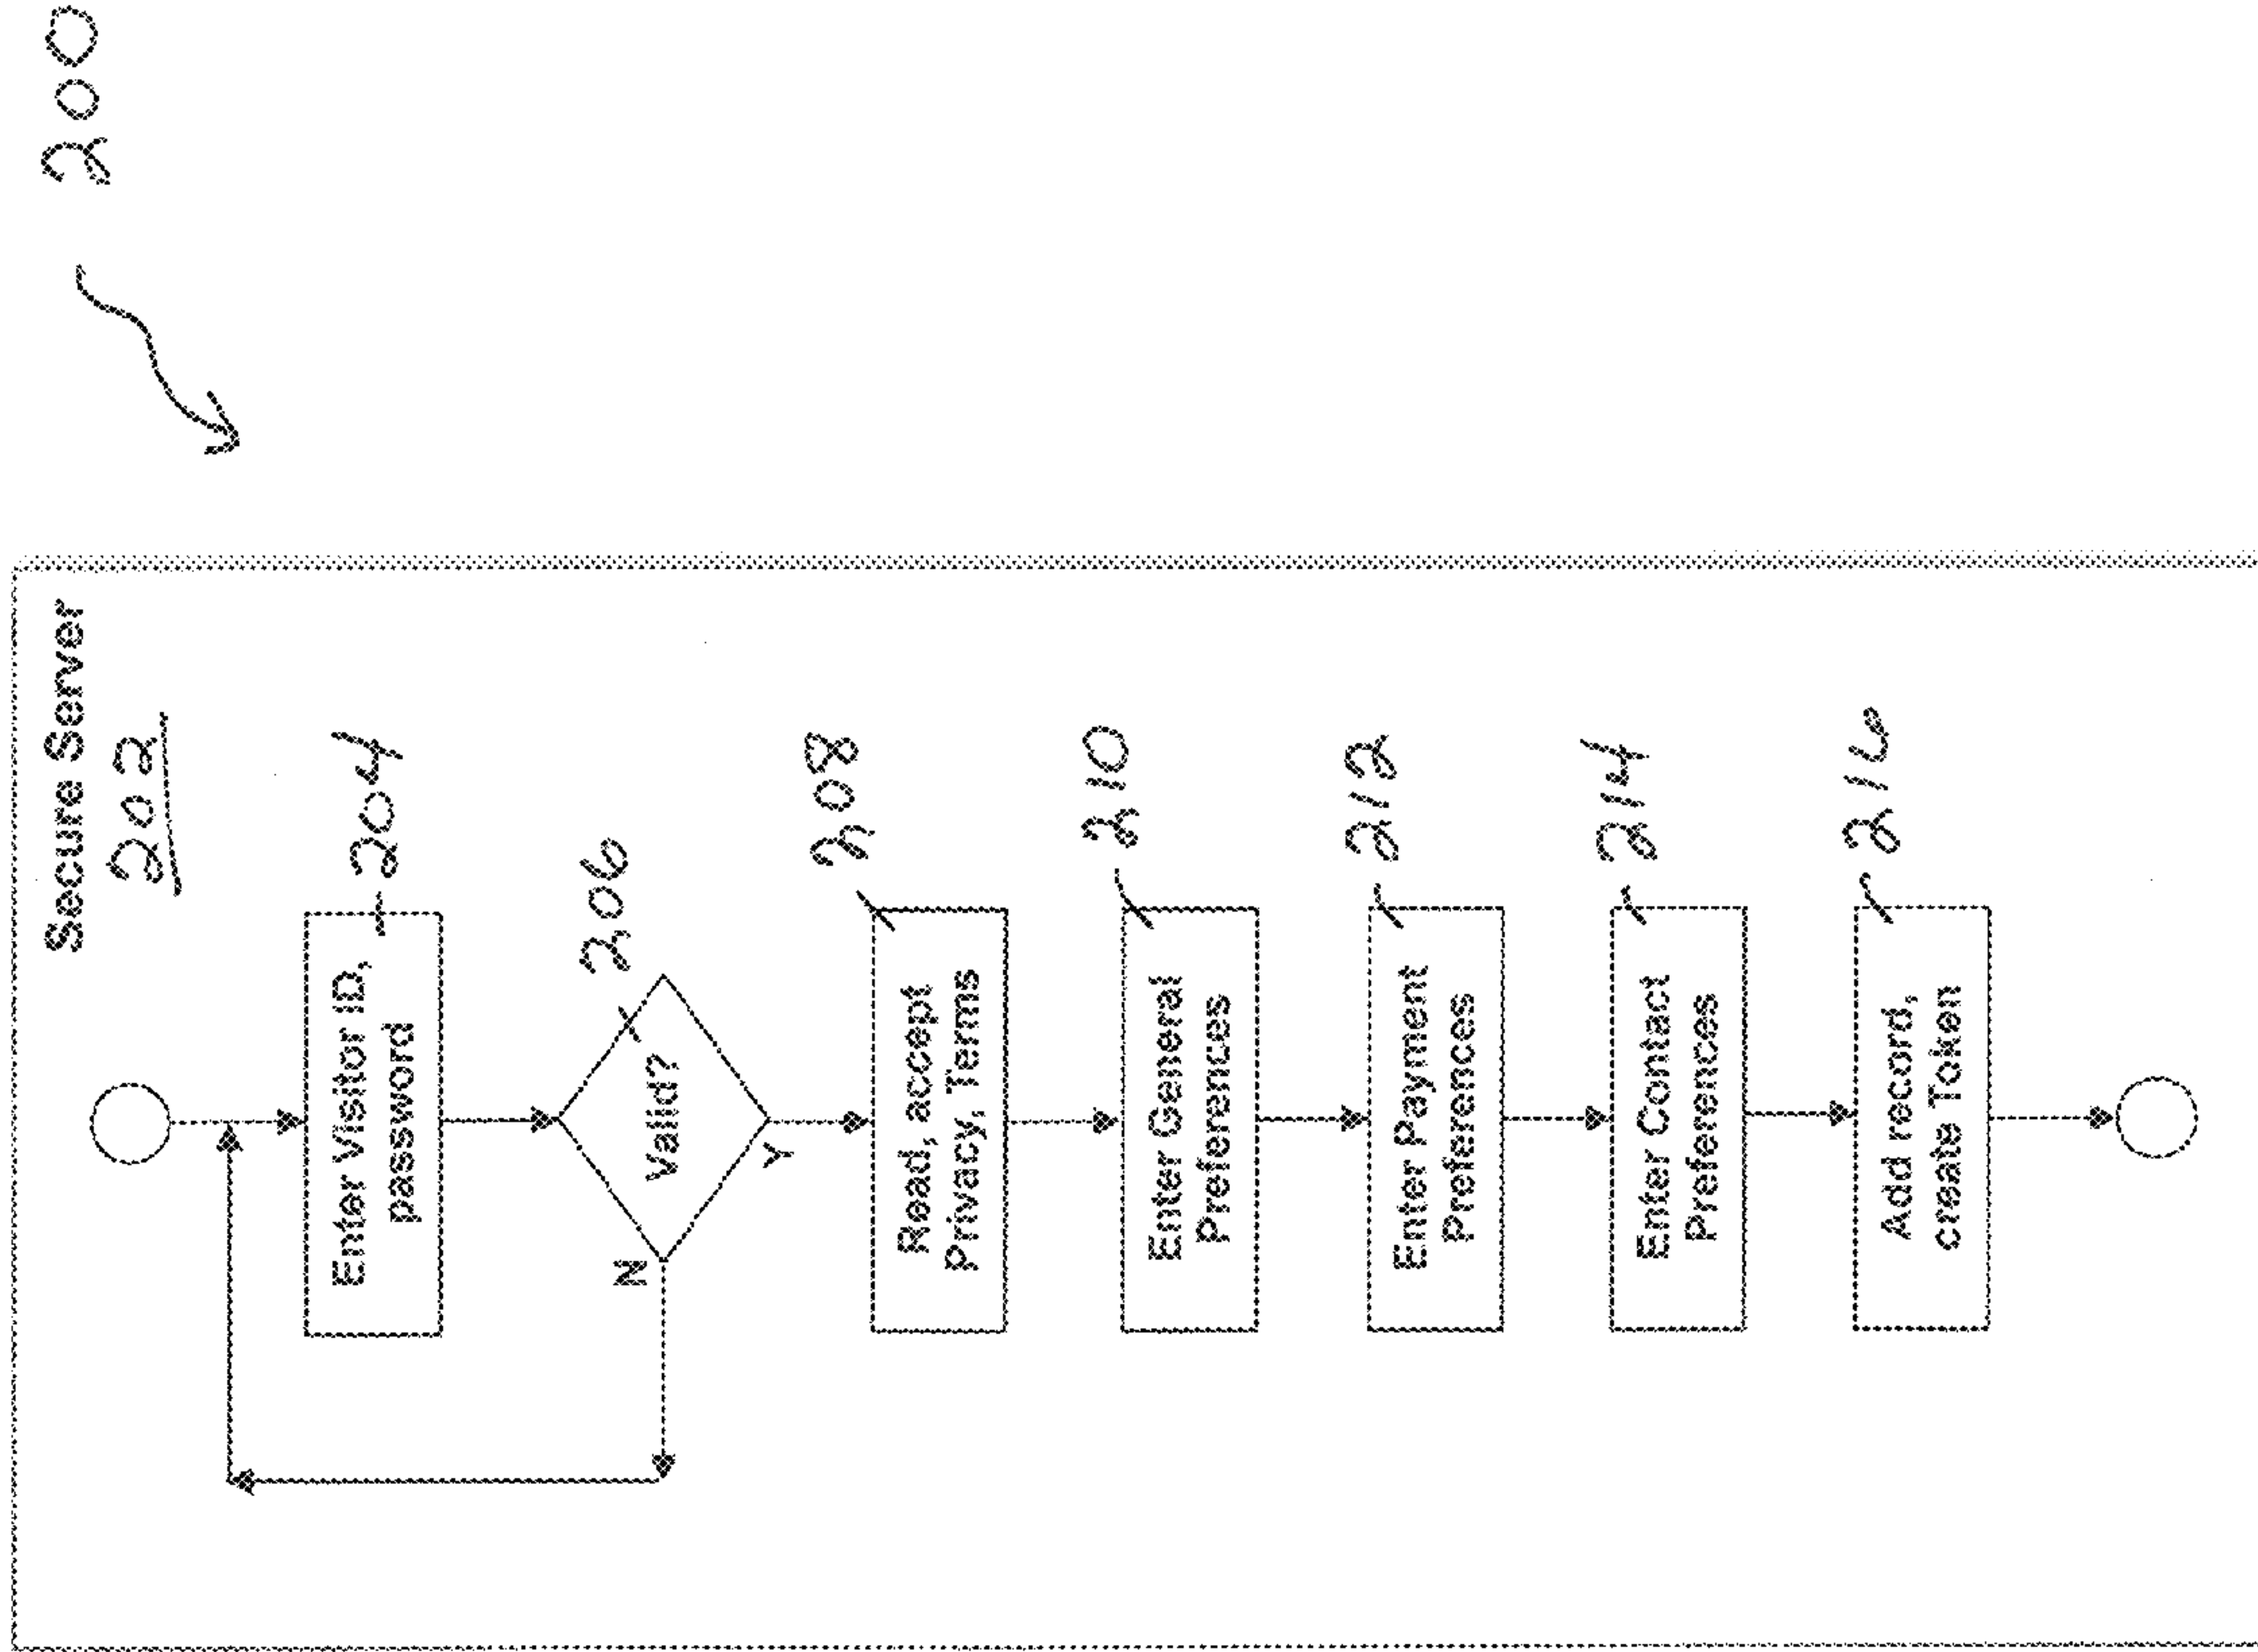 200
Secure Server
202
Enter Visitor ID,
password
204
Valid?
206
N
Y
Read, accept
Privacy, Terms
208
Enter General
Preferences
210
Enter Payment
Preferences
212
Enter Contact
Preferences
214
Add record,
create Token
216